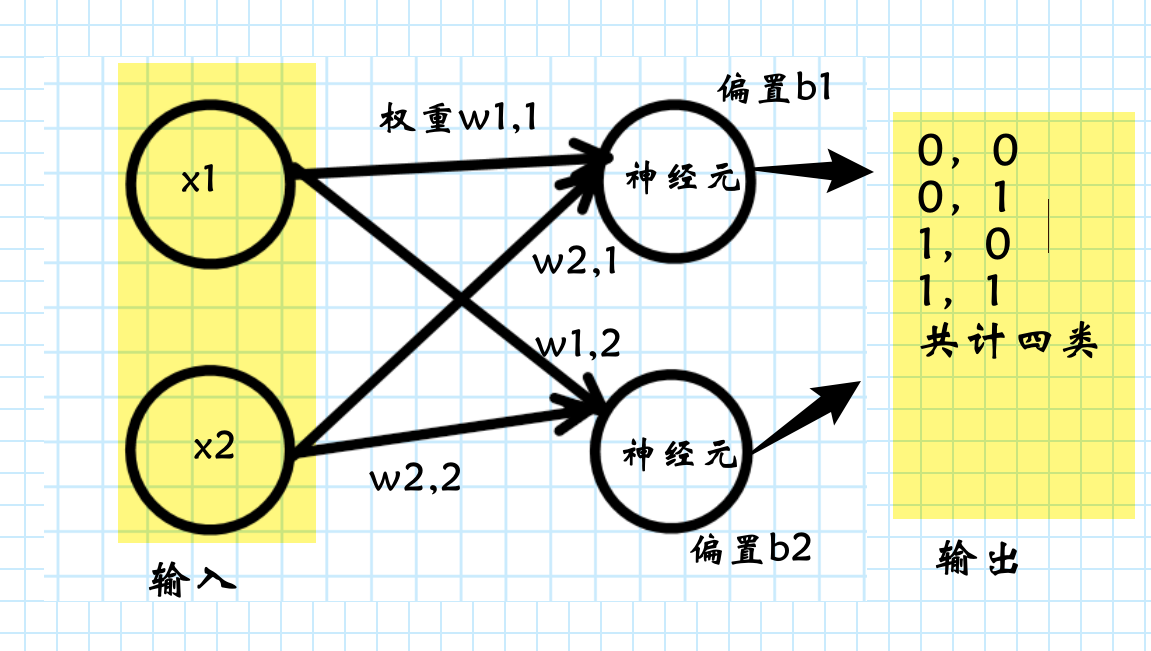 偏置b1
权重w1,1
x1
神经元
0, 0
0, 1
1, 0
1, 1
共计四类
w2,1
w1,2
x2
神经元
w2,2
偏置b2
输入
输出